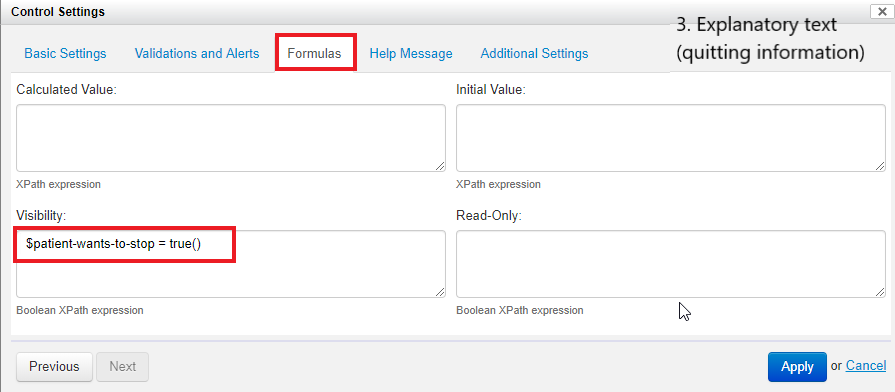 Control Settings
3. Explanatory text
(quitting information)
Basic Settings Validations and Alerts Formulas Help Message Additional Settings
Calculated Value: Initial Value:
XPath expression XPath expression
Visibility: Read-Only:
$patient-wants-to-stop = true()
Boolean XPath expression Boolean XPath expression
Previous Next Apply or Cancel